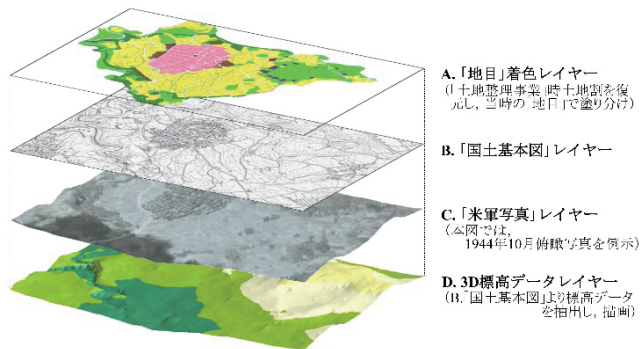 A.「地目」着色レイヤー
(「土地整理事業」時土地割を復
元し, 当時の「地目」で塗り分け)
B.「国土基本図」レイヤー
C.「米軍写真」レイヤー
(本図では,
1944年10月俯瞰写真を例示)
D. 3D標高データレイヤー
(B.「国土基本図」より標高データ
を抽出し, 描画)